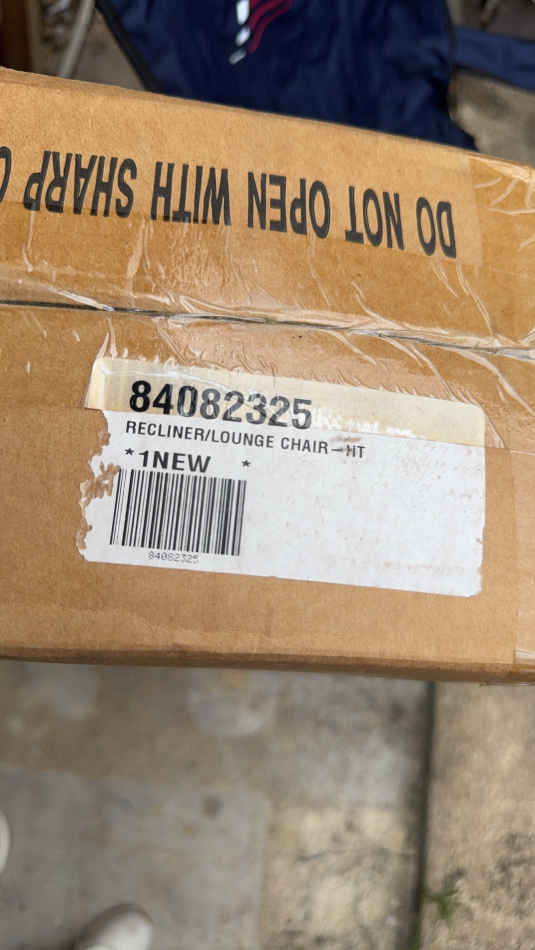 DO NOT OPEN WITH SHARP
84082325
RECLINER/LOUNGE CHAIR-HT
*1NEW *
84082325